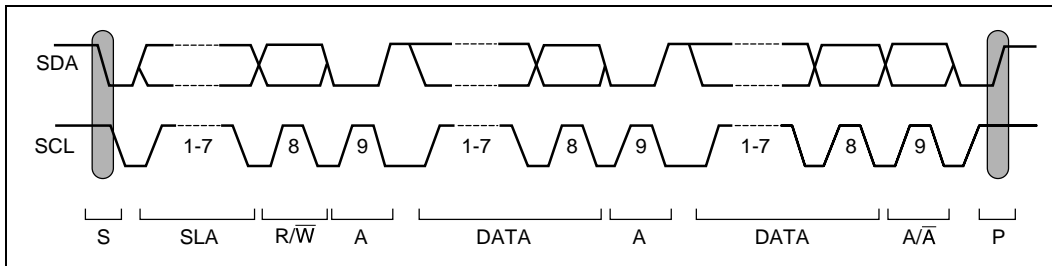 SDA
SCL 1-7 8 9 1-7 8 9 1-7 8 9
S SLA R/W̅ A DATA A DATA A/A̅ P